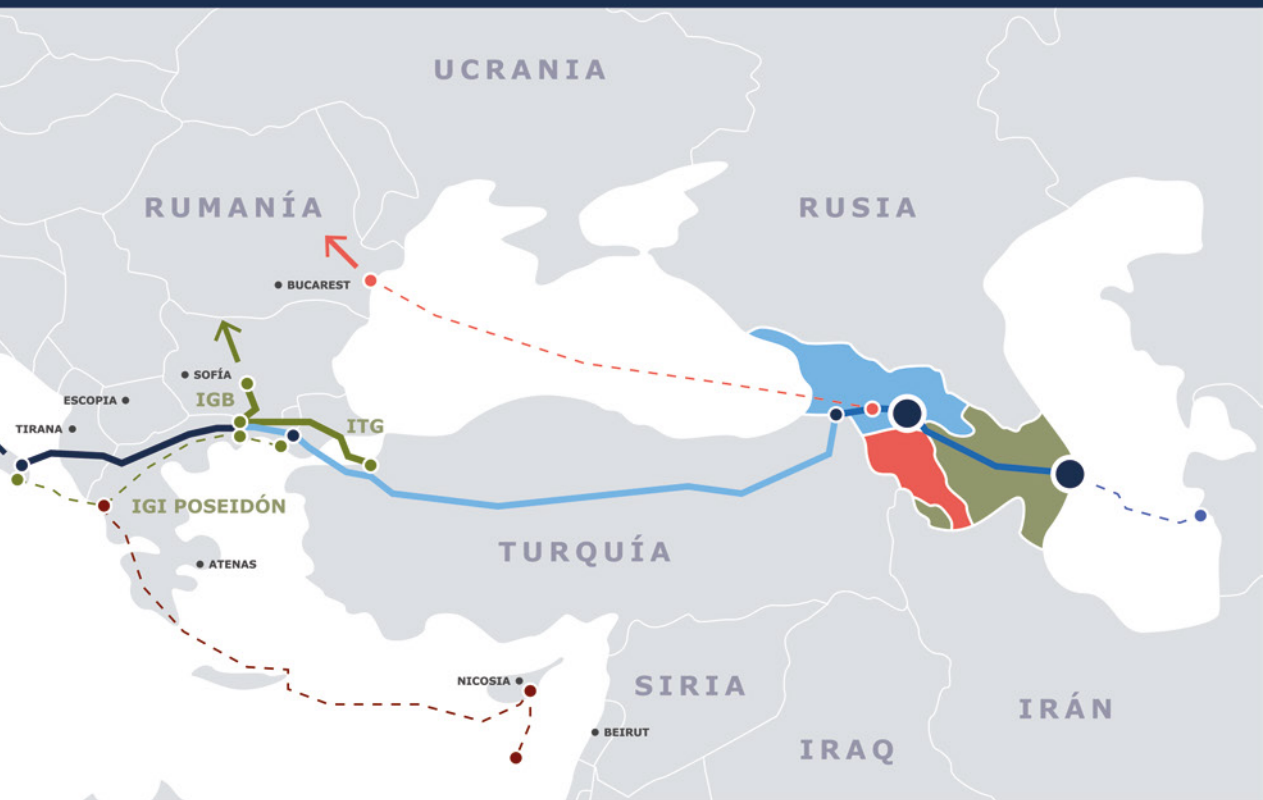 UCRANIA
RUMANÍA
RUSIA
BUCAREST
SOFÍA
IGB
ESCOPIA
TIRANA
ITG
IGI POSEIDÓN
TURQUÍA
ATENAS
NICOSIA
SIRIA
IRÁN
BEIRUT
IRAQ